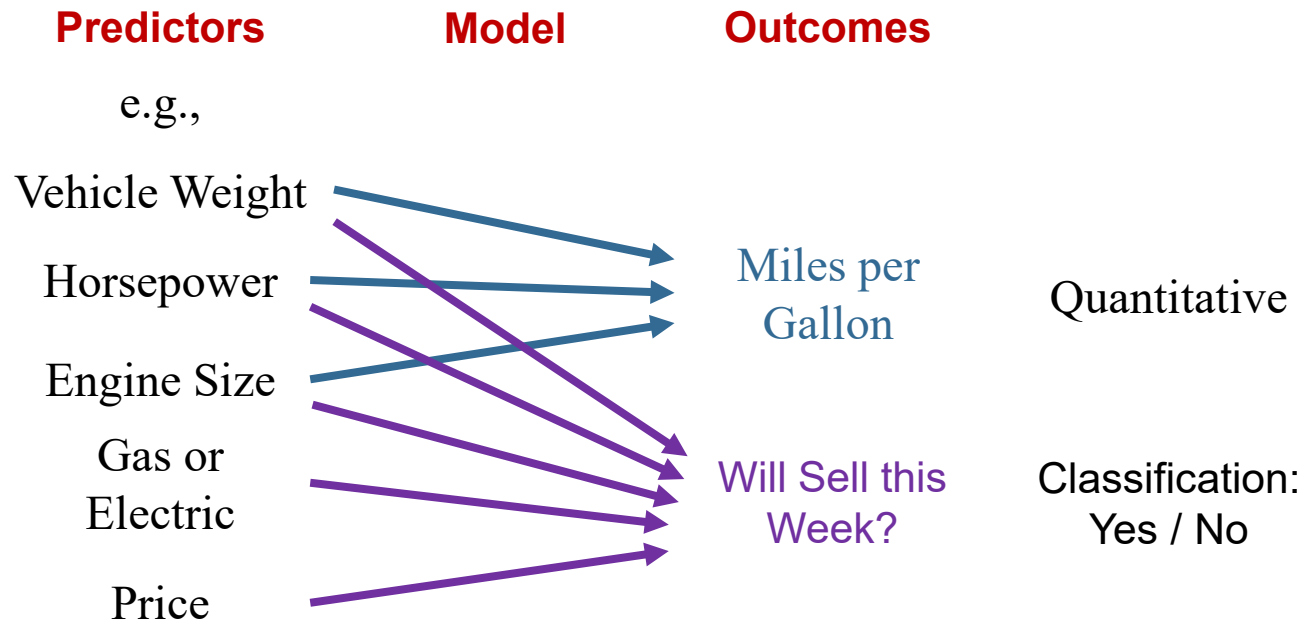 Predictors
Model
Outcomes
e.g.,
Vehicle Weight
Horsepower
Engine Size
Gas or
Electric
Price
Miles per
Gallon
Quantitative
Will Sell this
Week?
Classification:
Yes / No